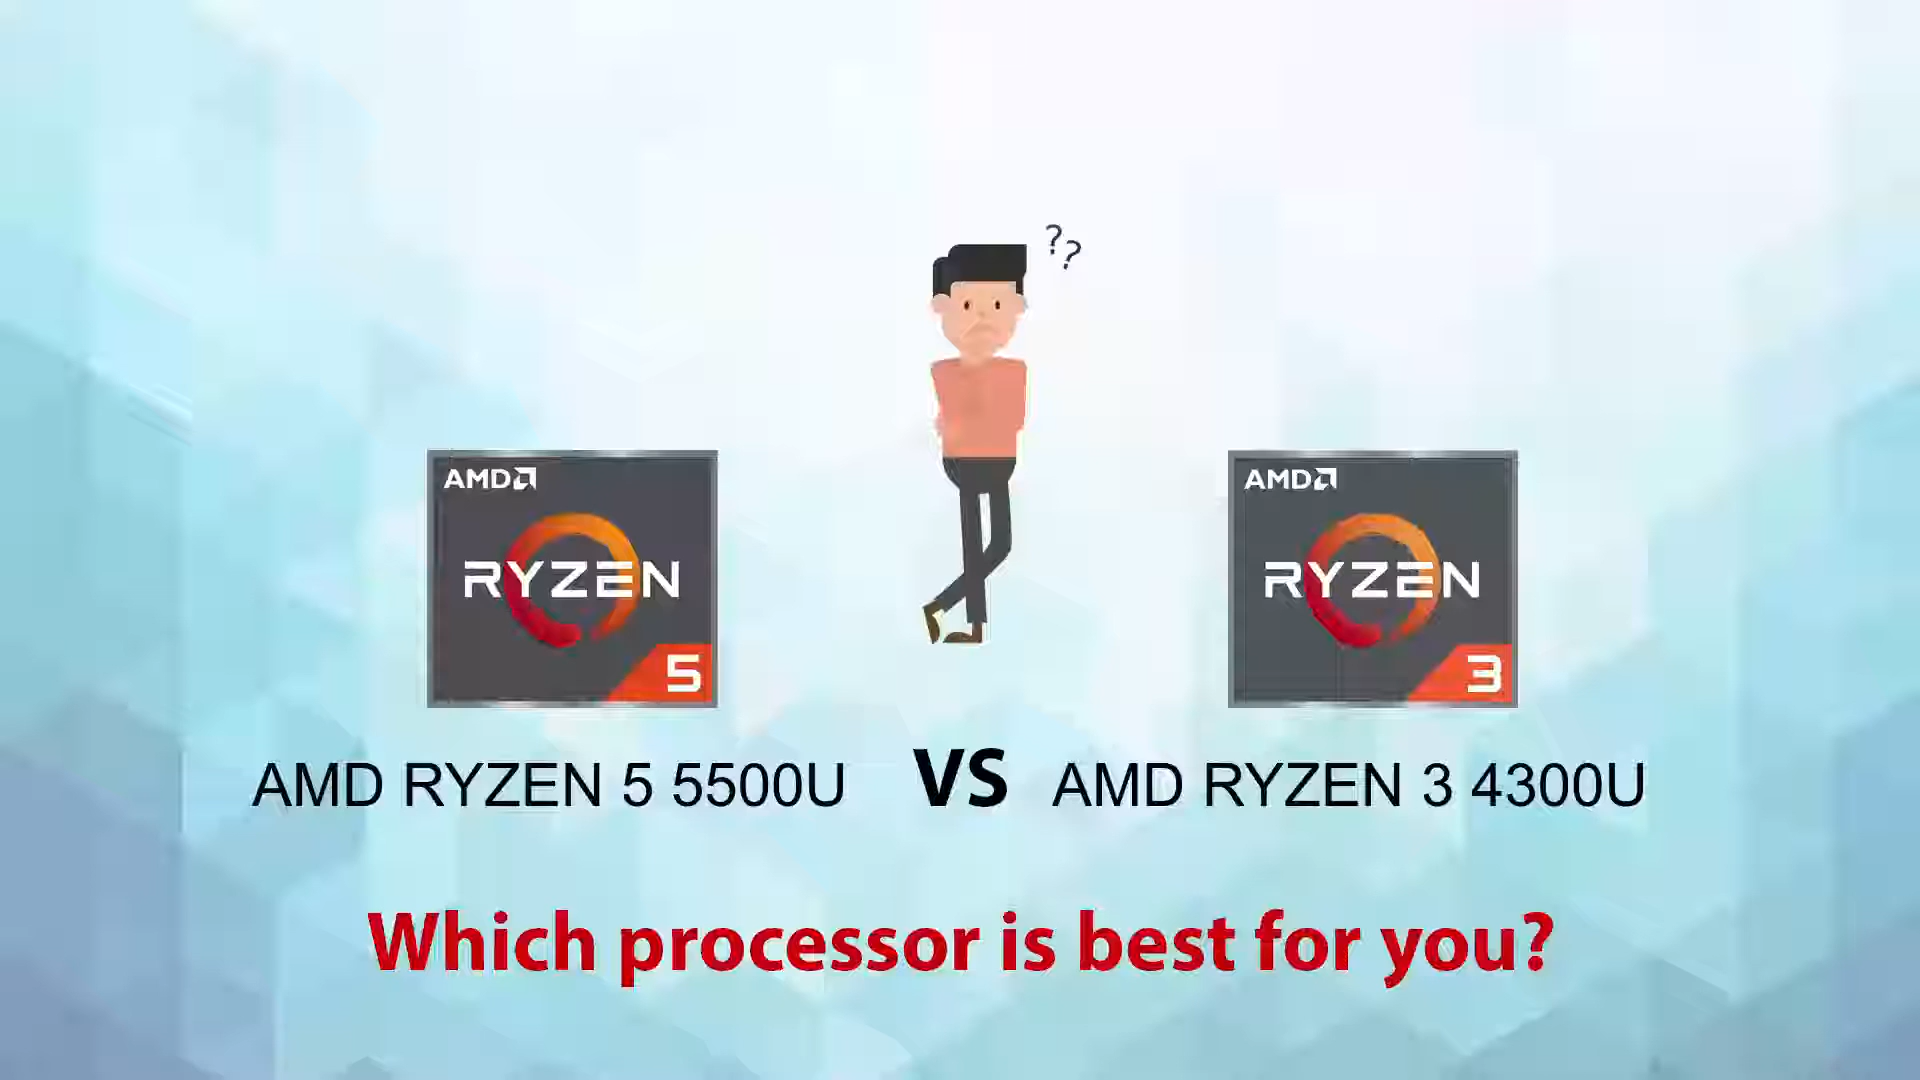 ??
AMD
RYZEN
5
AMD
RYZEN
3
AMD RYZEN 5 5500U VS AMD RYZEN 3 4300U
Which processor is best for you?